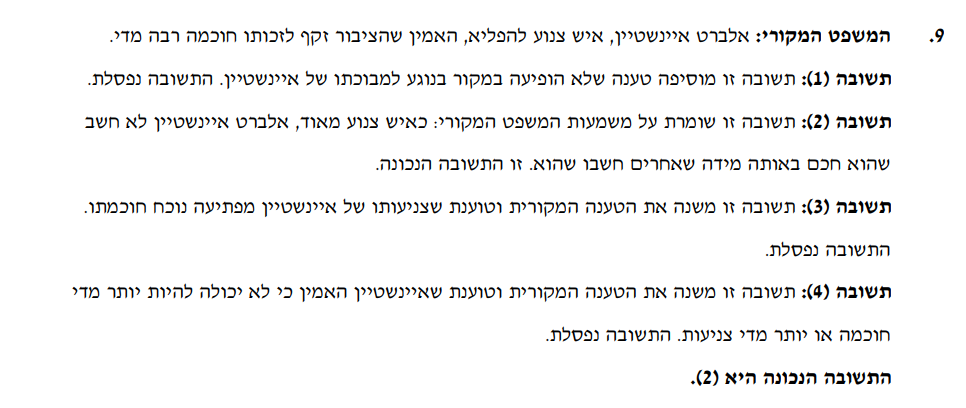 9. המשפט המקורי: אלברט איינשטיין, איש צנוע להפליא, האמין שהציבור זקף לזכותו חוכמה רבה מדי.
תשובה (1): תשובה זו מוסיפה טענה שלא הופיעה במקור בנוגע למבוכתו של איינשטיין. התשובה נפסלת.
תשובה (2): תשובה זו שומרת על משמעות המשפט המקורי: כאיש צנוע מאוד, אלברט איינשטיין לא חשב
שהוא חכם באותה מידה שאחרים חשבו שהוא. זו התשובה הנכונה.
תשובה (3): תשובה זו משנה את הטענה המקורית וטוענת שצניעותו של איינשטיין מפתיעה נוכח חוכמתו.
התשובה נפסלת.
תשובה (4): תשובה זו משנה את הטענה המקורית וטוענת שאיינשטיין האמין כי לא יכולה להיות יותר מדי
חוכמה או יותר מדי צניעות. התשובה נפסלת.
התשובה הנכונה היא (2).